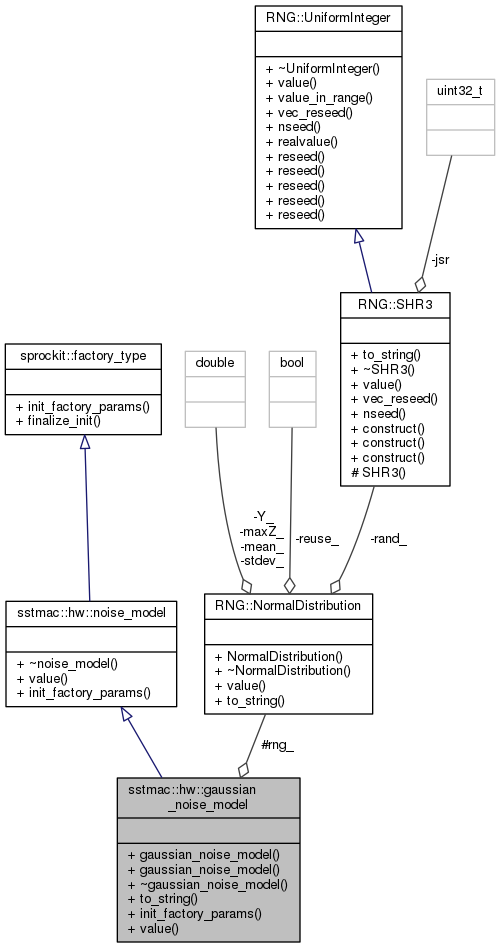 RNG::UniformInteger
+ ~UniformInteger()
+ value()
+ value_in_range()
+ vec_reseed()
+ nseed()
+ realvalue()
+ reseed()
+ reseed()
+ reseed()
+ reseed()
+ reseed()
uint32_t
-jsr
RNG::SHR3
+ to_string()
+ ~SHR3()
+ value()
+ vec_reseed()
+ nseed()
+ construct()
+ construct()
+ construct()
# SHR3()
sprockit::factory_type
+ init_factory_params()
+ finalize_init()
double
bool
-Y_
-maxZ_
-mean_
-stdev_
-reuse_
-rand_
sstmac::hw::noise_model
+ ~noise_model()
+ value()
+ init_factory_params()
RNG::NormalDistribution
+ NormalDistribution()
+ ~NormalDistribution()
+ value()
+ to_string()
#rng_
sstmac::hw::gaussian
_noise_model
+ gaussian_noise_model()
+ gaussian_noise_model()
+ ~gaussian_noise_model()
+ to_string()
+ init_factory_params()
+ value()